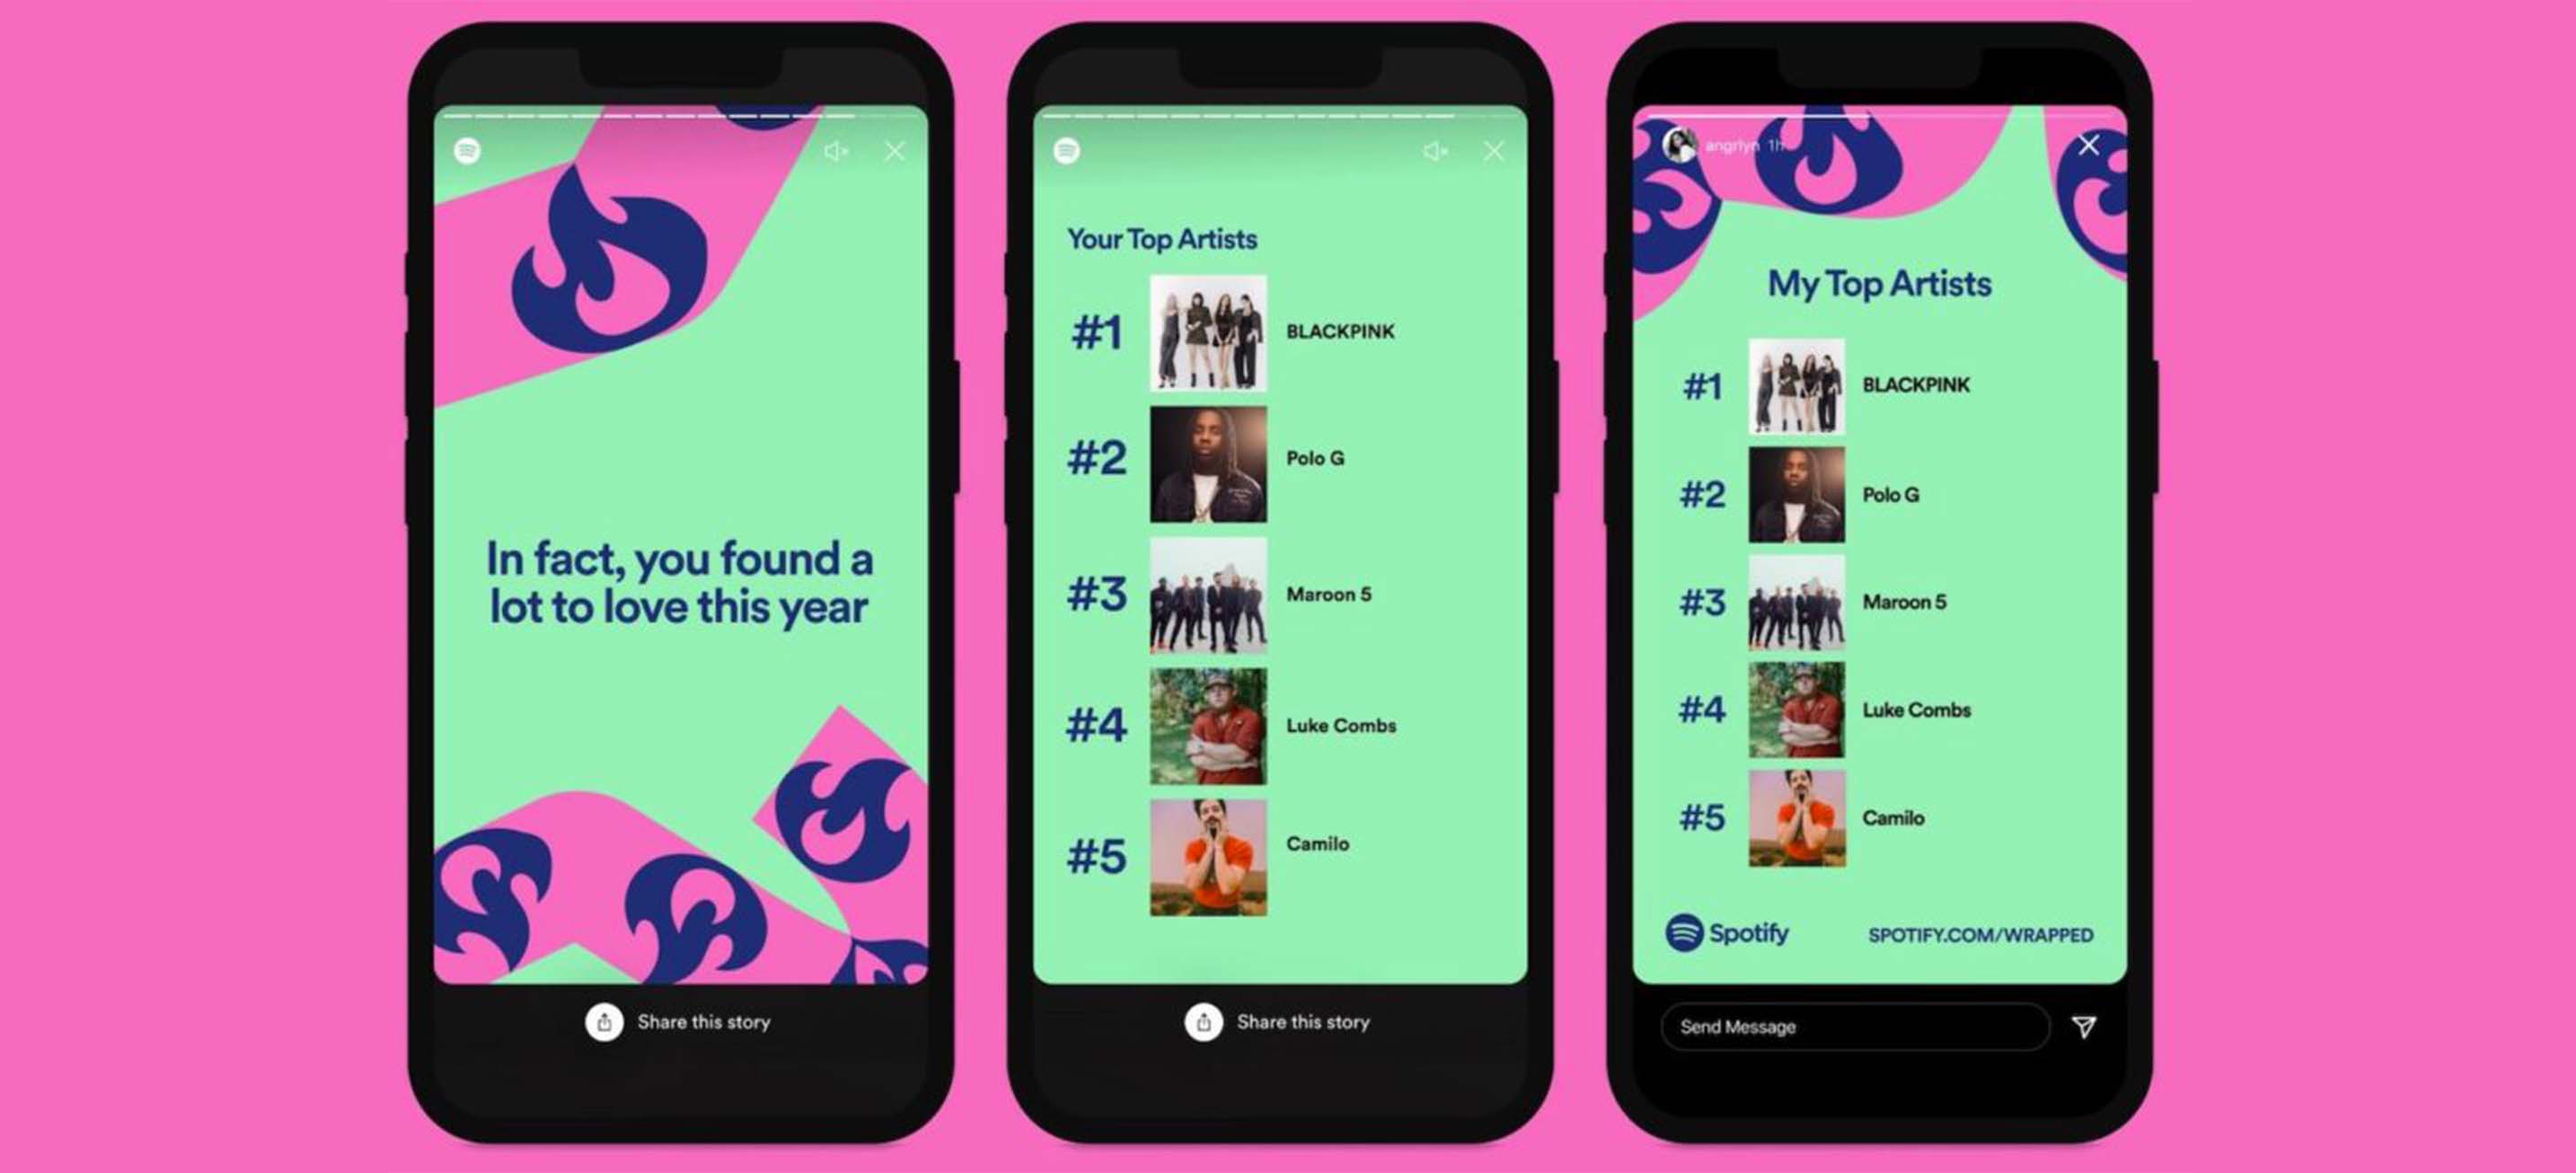 In fact, you found a
lot to love this year
Share this story
Your Top Artists
#1 BLACKPINK
#2 Polo G
#3 Maroon 5
#4 Luke Combs
#5 Camilo
Share this story
angrlyn 1h
My Top Artists
#1 BLACKPINK
#2 Polo G
#3 Maroon 5
#4 Luke Combs
#5 Camilo
Spotify SPOTIFY.COM/WRAPPED
Send Message